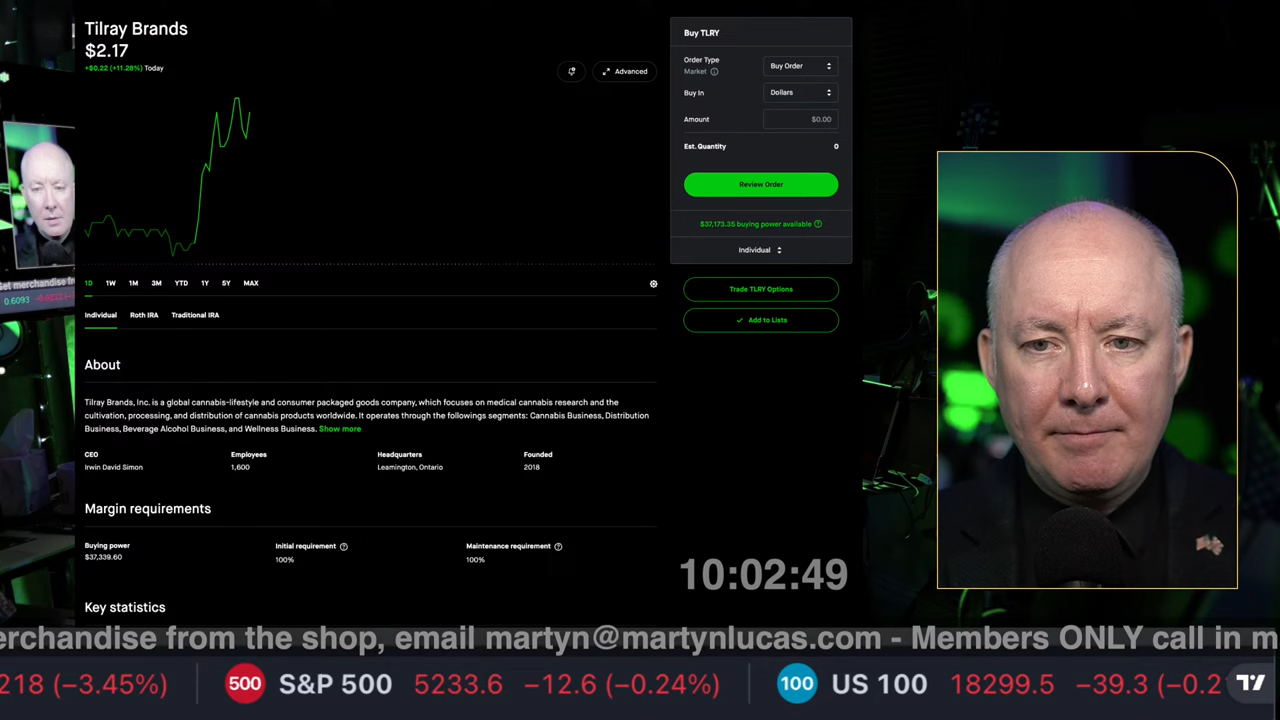 Tilray Brands
$2.17
+$0.22 (+11.28%) Today
Advanced
1D 1W 1M 3M YTD 1Y 5Y MAX
Individual Roth IRA Traditional IRA
About
Tilray Brands, Inc. is a global cannabis-lifestyle and consumer packaged goods company, which focuses on medical cannabis research and the
cultivation, processing, and distribution of cannabis products worldwide. It operates through the followings segments: Cannabis Business, Distribution
Business, Beverage Alcohol Business, and Wellness Business. Show more
CEO Employees Headquarters Founded
Irwin David Simon 1,600 Leamington, Ontario 2018
Margin requirements
Buying power Initial requirement Maintenance requirement
$37,339.60 100% 100%
Key statistics
Buy TLRY
Order Type Buy Order
Market
Buy In Dollars
Amount $0.00
Est. Quantity 0
Review Order
$37,173.35 buying power available
Individual
Trade TLRY Options
Add to Lists
Get merchandise fro
0.6093
10:02:49
erchandise from the shop, email martyn@martynlucas.com - Members ONLY call in m
218 (−3.45%) 500 S&P 500 5233.6 −12.6 (−0.24%) 100 US 100 18299.5 −39.3 (−0.2